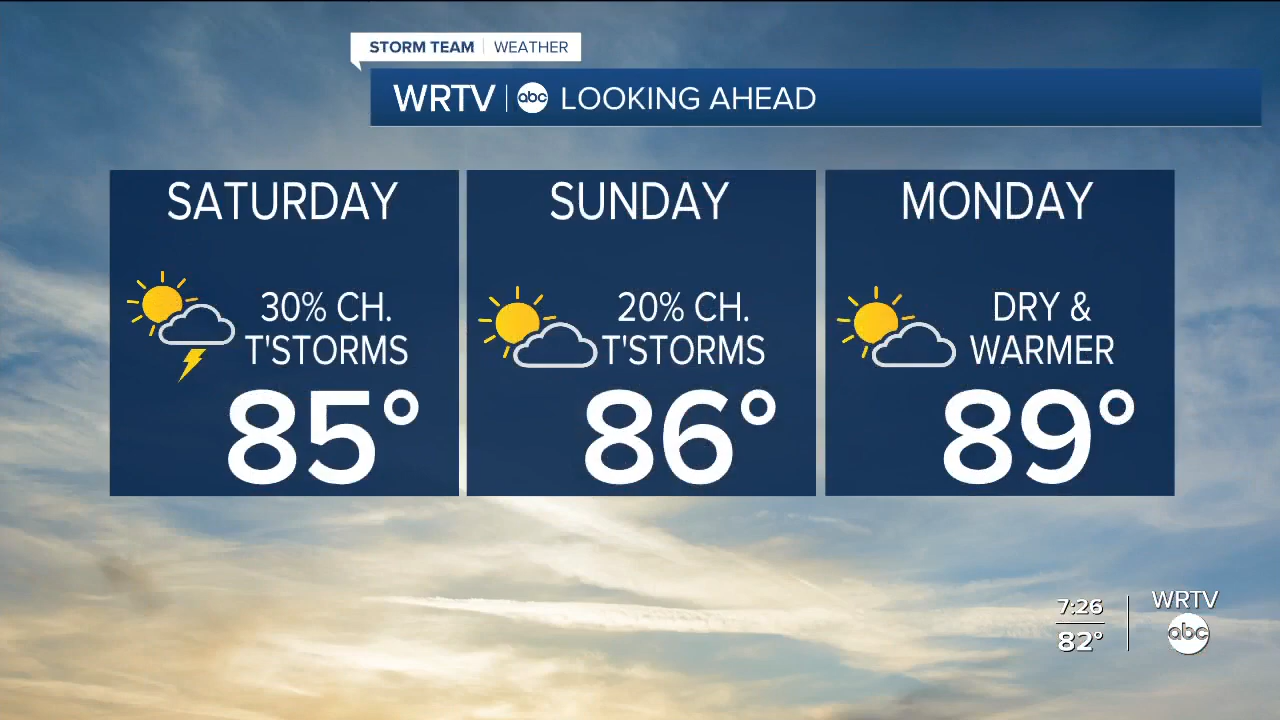 STORM TEAM | WEATHER
WRTV | abc LOOKING AHEAD
SATURDAY
30% CH.
T'STORMS
85°
SUNDAY
20% CH.
T'STORMS
86°
MONDAY
DRY &
WARMER
89°
7:26
82°
WRTV
abc